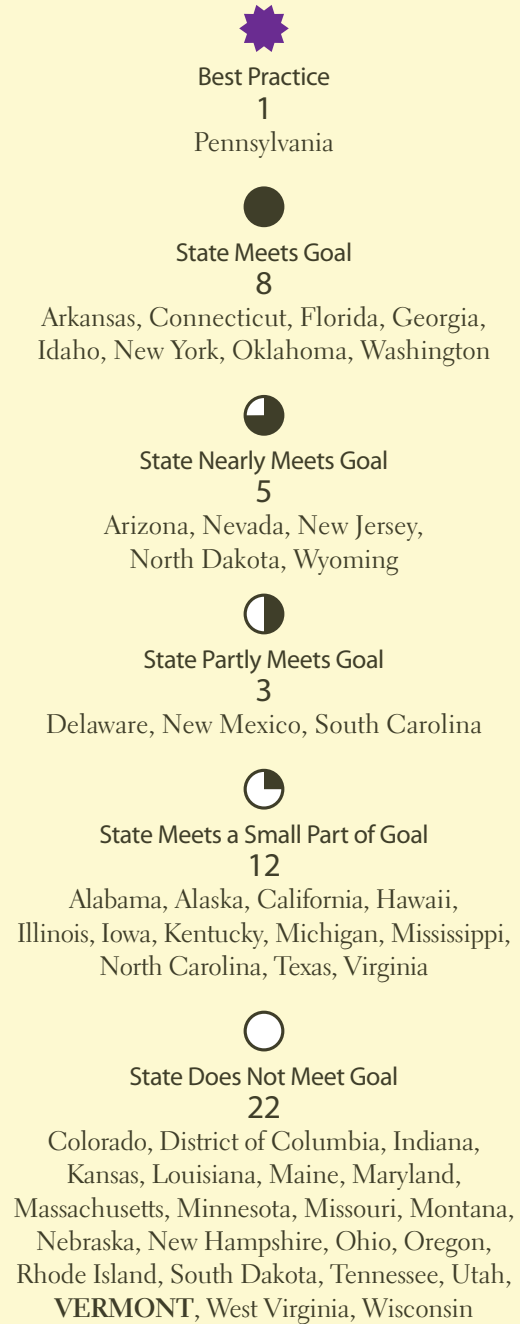 Best Practice
1
Pennsylvania
State Meets Goal
8
Arkansas, Connecticut, Florida, Georgia,
Idaho, New York, Oklahoma, Washington
State Nearly Meets Goal
5
Arizona, Nevada, New Jersey,
North Dakota, Wyoming
State Partly Meets Goal
3
Delaware, New Mexico, South Carolina
State Meets a Small Part of Goal
12
Alabama, Alaska, California, Hawaii,
Illinois, Iowa, Kentucky, Michigan, Mississippi,
North Carolina, Texas, Virginia
State Does Not Meet Goal
22
Colorado, District of Columbia, Indiana,
Kansas, Louisiana, Maine, Maryland,
Massachusetts, Minnesota, Missouri, Montana,
Nebraska, New Hampshire, Ohio, Oregon,
Rhode Island, South Dakota, Tennessee, Utah,
VERMONT, West Virginia, Wisconsin